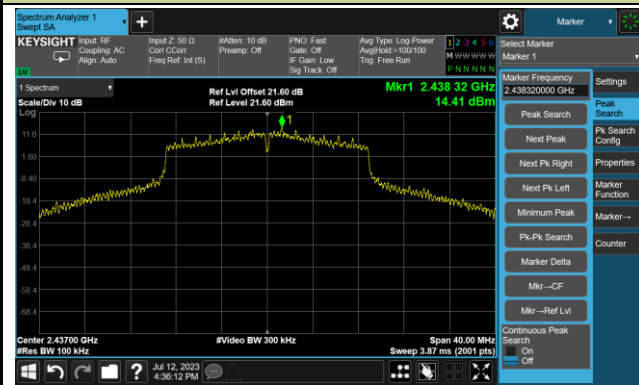 Spectrum Analyzer 1
Swept SA
Marker
KEYSIGHT
Input: RF
Coupling: AC
Align: Auto
Input Z: 50 Ω
Corr CCorr
Freq Ref: Int (S)
#Atten: 10 dB
Preamp: Off
PNO: Fast
Gate: Off
IF Gain: Low
Sig Track: Off
Avg Type: Log-Power
Avg|Hold:>100/100
Trig: Free Run
1 2 3 4 5 6
M W W W W W
P N N N N N
Select Marker
Marker 1
1 Spectrum
Scale/Div 10 dB
Log
Ref Lvl Offset 21.60 dB
Ref Level 21.60 dBm
Mkr1 2.438 32 GHz
14.41 dBm
1
11.6
1.60
-8.40
-18.4
-28.4
-38.4
-48.4
-58.4
-68.4
Center 2.43700 GHz
#Res BW 100 kHz
#Video BW 300 kHz
Span 40.00 MHz
Sweep 3.87 ms (2001 pts)
Marker Frequency
2.438320000 GHz
Peak Search
Next Peak
Next Pk Right
Next Pk Left
Minimum Peak
Pk-Pk Search
Marker Delta
Mkr→CF
Mkr→Ref Lvl
Continuous Peak
Search
On
Off
Settings
Peak
Search
Pk Search
Config
Properties
Marker
Function
Marker→
Counter
Jul 12, 2023
4:36:12 PM